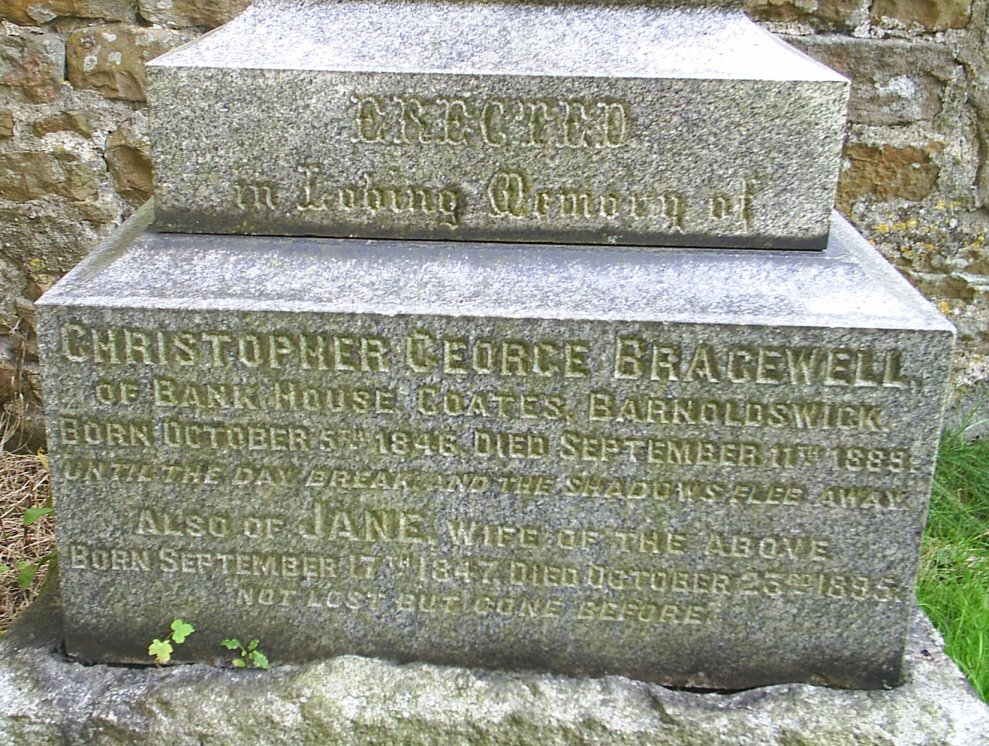 ERECTED
in Loving Memory of
CHRISTOPHER GEORGE BRACEWELL,
OF BANK HOUSE, COATES, BARNOLDSWICK.
BORN OCTOBER 5TH 1846, DIED SEPTEMBER 11TH 1889.
UNTIL THE DAY BREAK, AND THE SHADOWS FLEE AWAY.
ALSO OF JANE, WIFE OF THE ABOVE
BORN SEPTEMBER 17TH 1847, DIED OCTOBER 23RD 1895.
NOT LOST BUT GONE BEFORE.